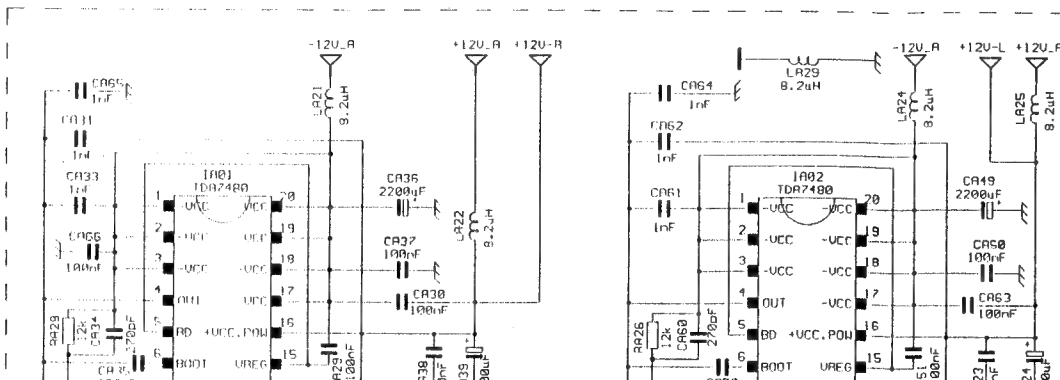 -12V_A
+12V_A
+12V-R
CA65
1nF
LA21
8.2uH
CA31
1nF
CA33
1nF
IA01
TDA7480
CA36
2200uF
LA22
8.2uH
CA66
100nF
CA37
100nF
CA30
100nF
1 -VCC
2 -VCC
3 -VCC
4 OUT
5 BD
6 BOOT
VCC 20
-VCC 19
-VCC 18
VCC 17
+VCC.POW 16
VREG 15
RA29
12k
CA34
270pF
CA35
CA29
100nF
-12V_A
+12V-L
LA29
8.2uH
CA64
1nF
LA24
8.2uH
LA25
8.2uH
CA62
1nF
CA61
1nF
IA02
TDA7480
CA49
2200uF
CA50
100nF
CA63
100nF
1 -VCC
2 -VCC
3 -VCC
4 OUT
5 BD
6 BOOT
-VCC 20
-VCC 19
-VCC 18
-VCC 17
+VCC.POW 16
VREG 15
RA26
12k
CA60
270pF